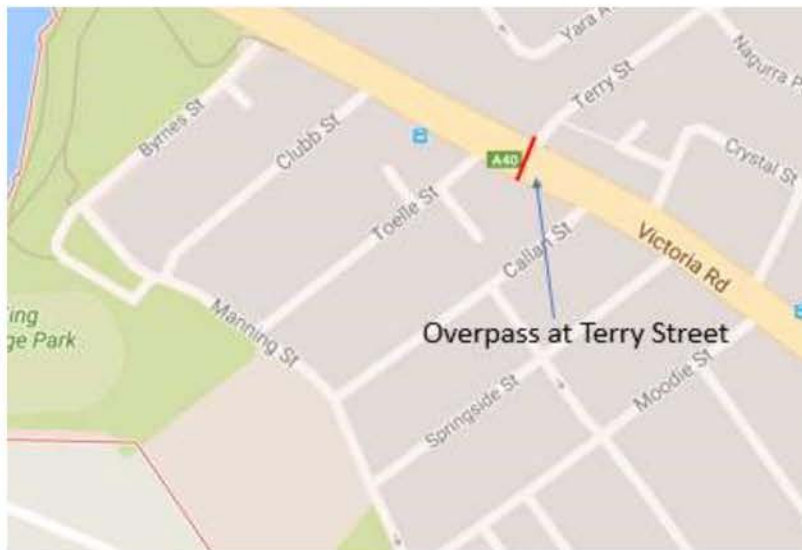 Yara A
Terry St
Nagurra P
Byrnes St
Clubb St
A40
Crystal St
Toelle St
Callan St
Victoria Rd
Manning St
ing
ge Park
Overpass at Terry Street
Springside St
Moodie St